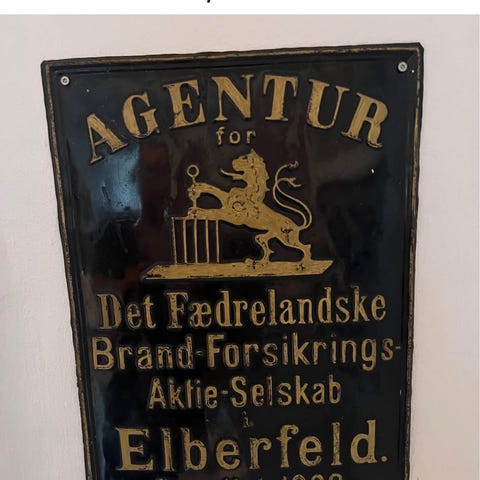 AGENTUR
for
Det Fædrelandske
Brand-Forsikrings-
Aktie-Selskab
i
Elberfeld.